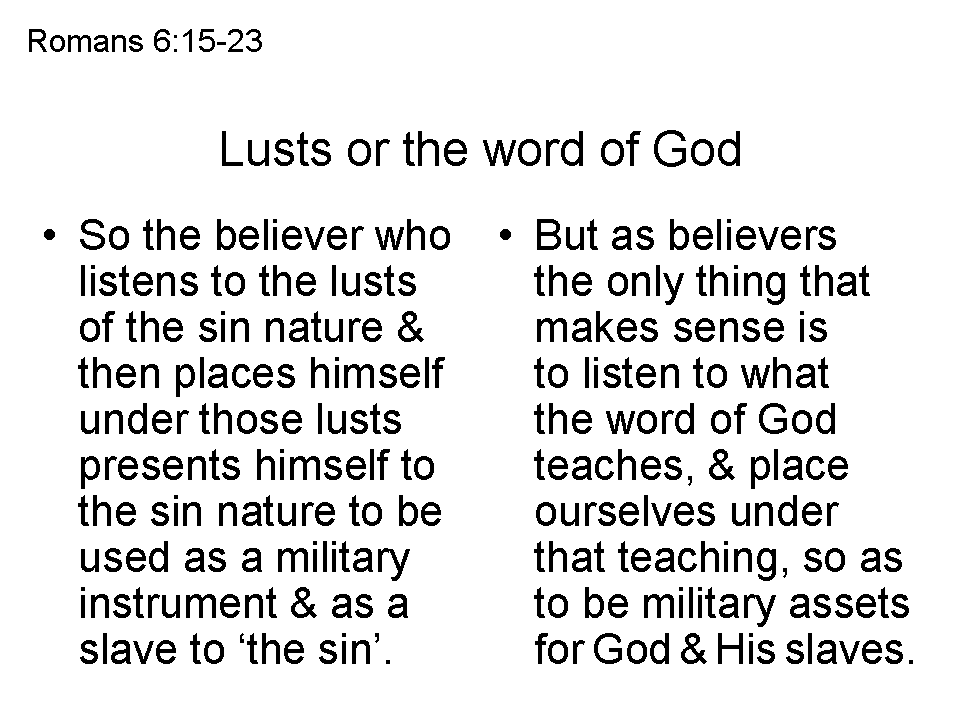 Romans 6:15-23
Lusts or the word of God
• So the believer who
listens to the lusts
of the sin nature &
then places himself
under those lusts
presents himself to
the sin nature to be
used as a military
instrument & as a
slave to ‘the sin’.
• But as believers
the only thing that
makes sense is
to listen to what
the word of God
teaches, & place
ourselves under
that teaching, so as
to be military assets
for God & His slaves.